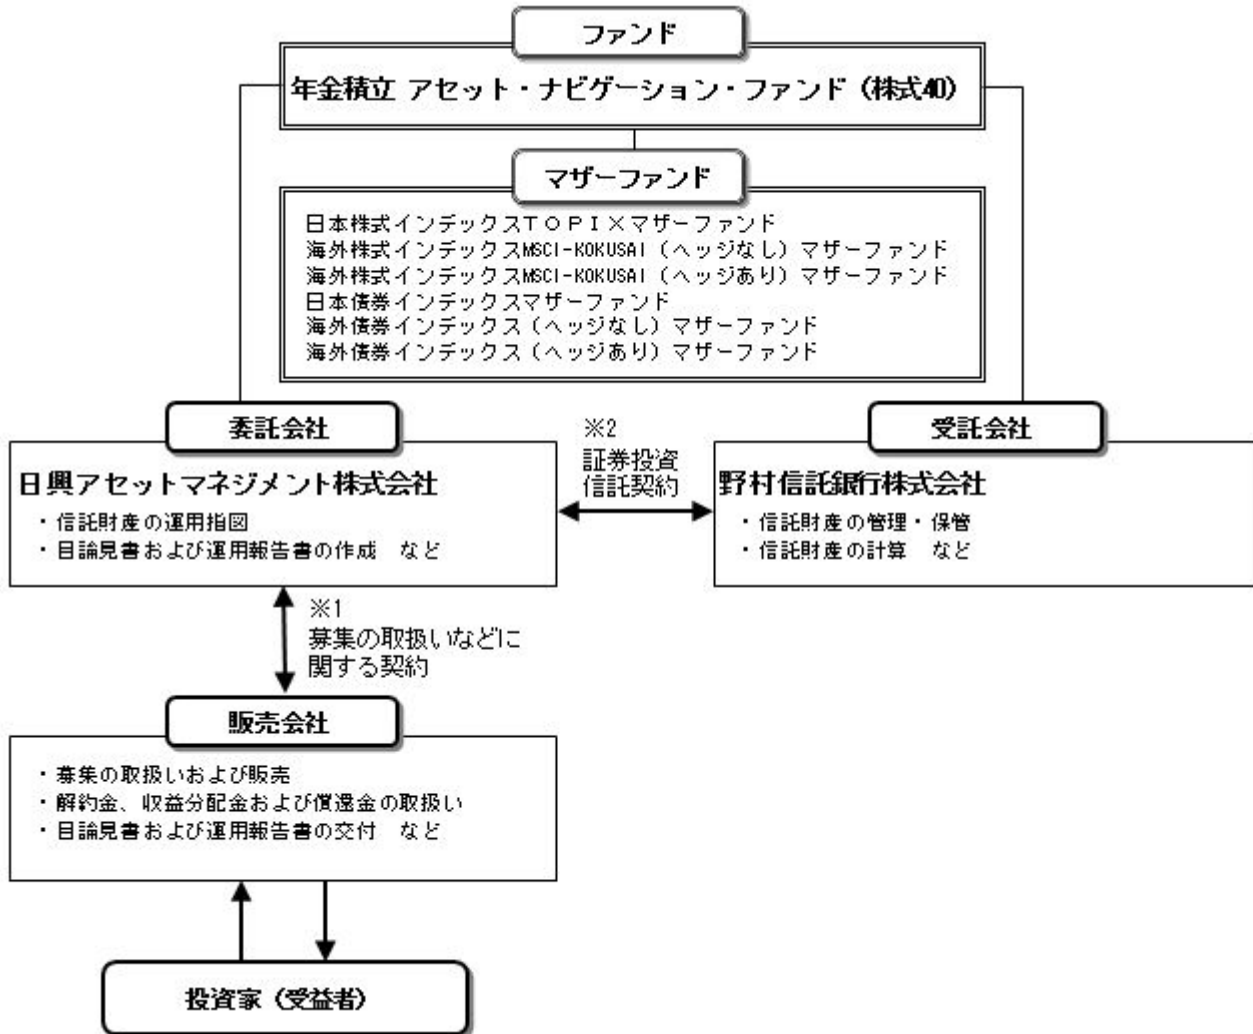 ファンド
年金積立 アセット・ナビゲーション・ファンド（株式40）
マザーファンド
日本株式インデックスＴＯＰＩＸマザーファンド
海外株式インデックスMSCI-KOKUSAI（ヘッジなし）マザーファンド
海外株式インデックスMSCI-KOKUSAI（ヘッジあり）マザーファンド
日本債券インデックスマザーファンド
海外債券インデックス（ヘッジなし）マザーファンド
海外債券インデックス（ヘッジあり）マザーファンド
委託会社
日興アセットマネジメント株式会社
・信託財産の運用指図
・目論見書および運用報告書の作成　など
※2
証券投資
信託契約
受託会社
野村信託銀行株式会社
・信託財産の管理・保管
・信託財産の計算　など
※1
募集の取扱いなどに
関する契約
販売会社
・募集の取扱いおよび販売
・解約金、収益分配金および償還金の取扱い
・目論見書および運用報告書の交付　など
投資家（受益者）